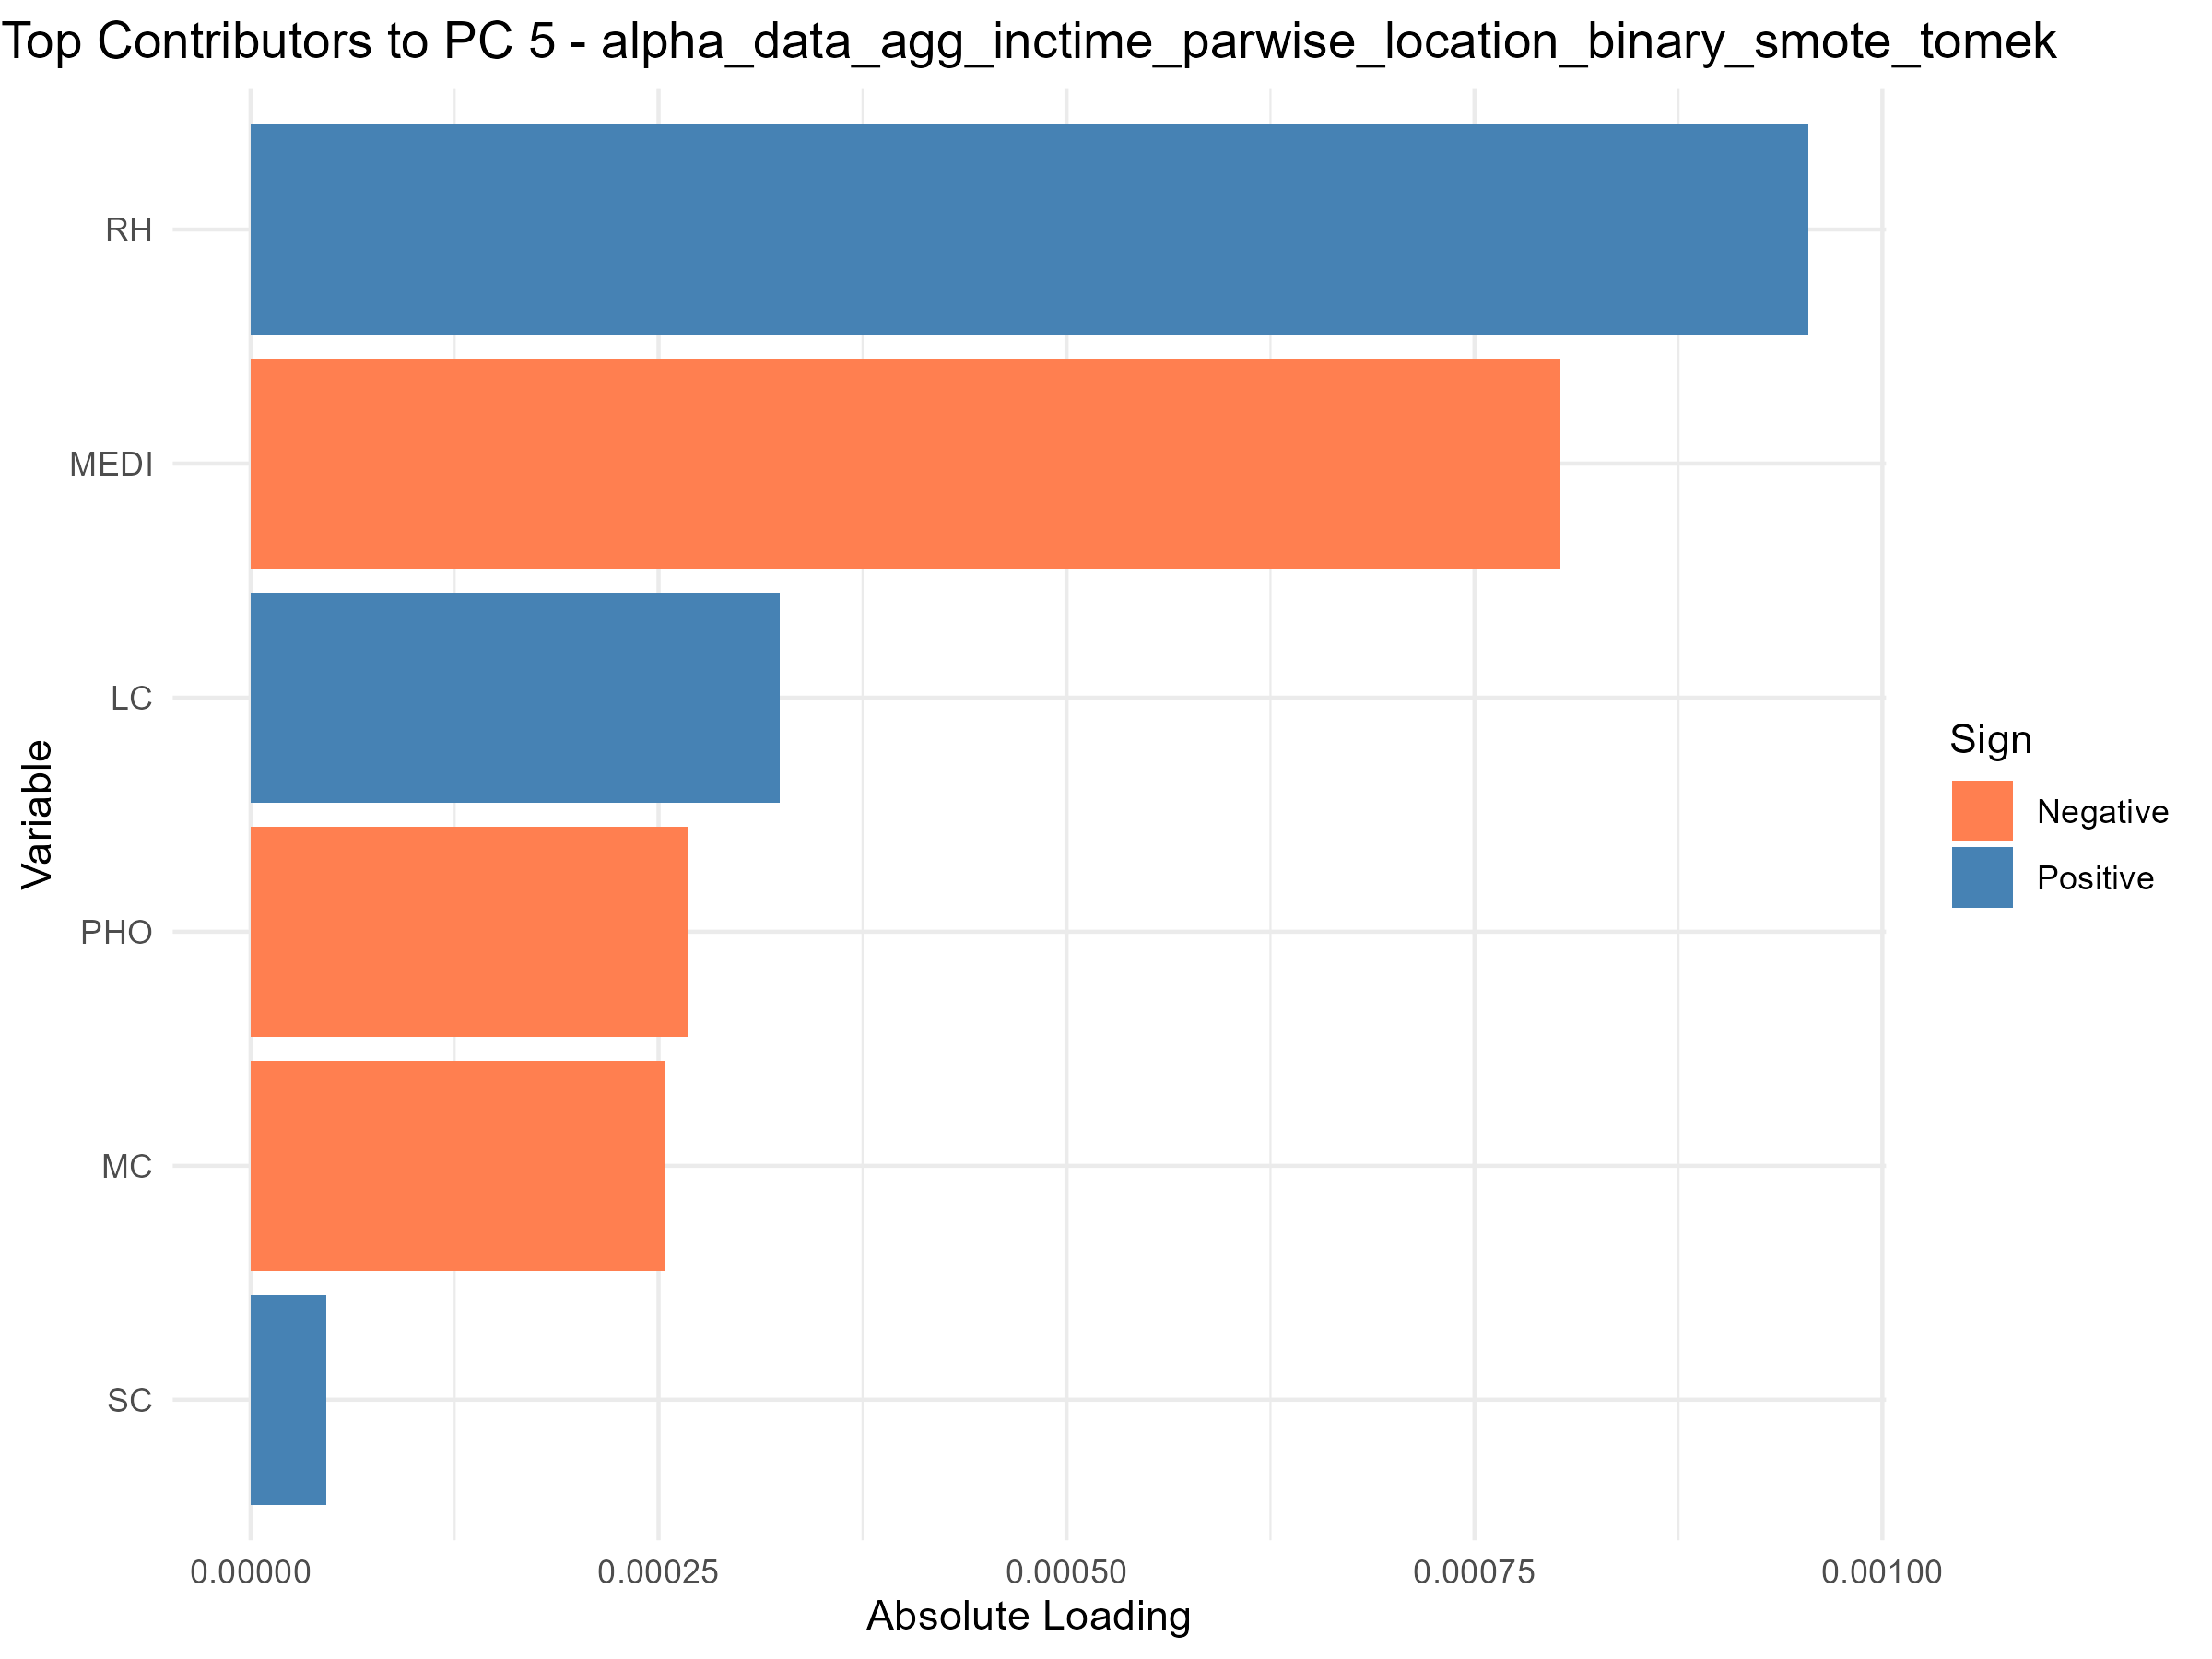 Top Contributors to PC 5 - alpha_data_agg_inctime_parwise_location_binary_smote_tomek
RH
MEDI
LC
PHO
MC
SC
Variable
0.00000
0.00025
0.00050
0.00075
0.00100
Absolute Loading
Sign
Negative
Positive